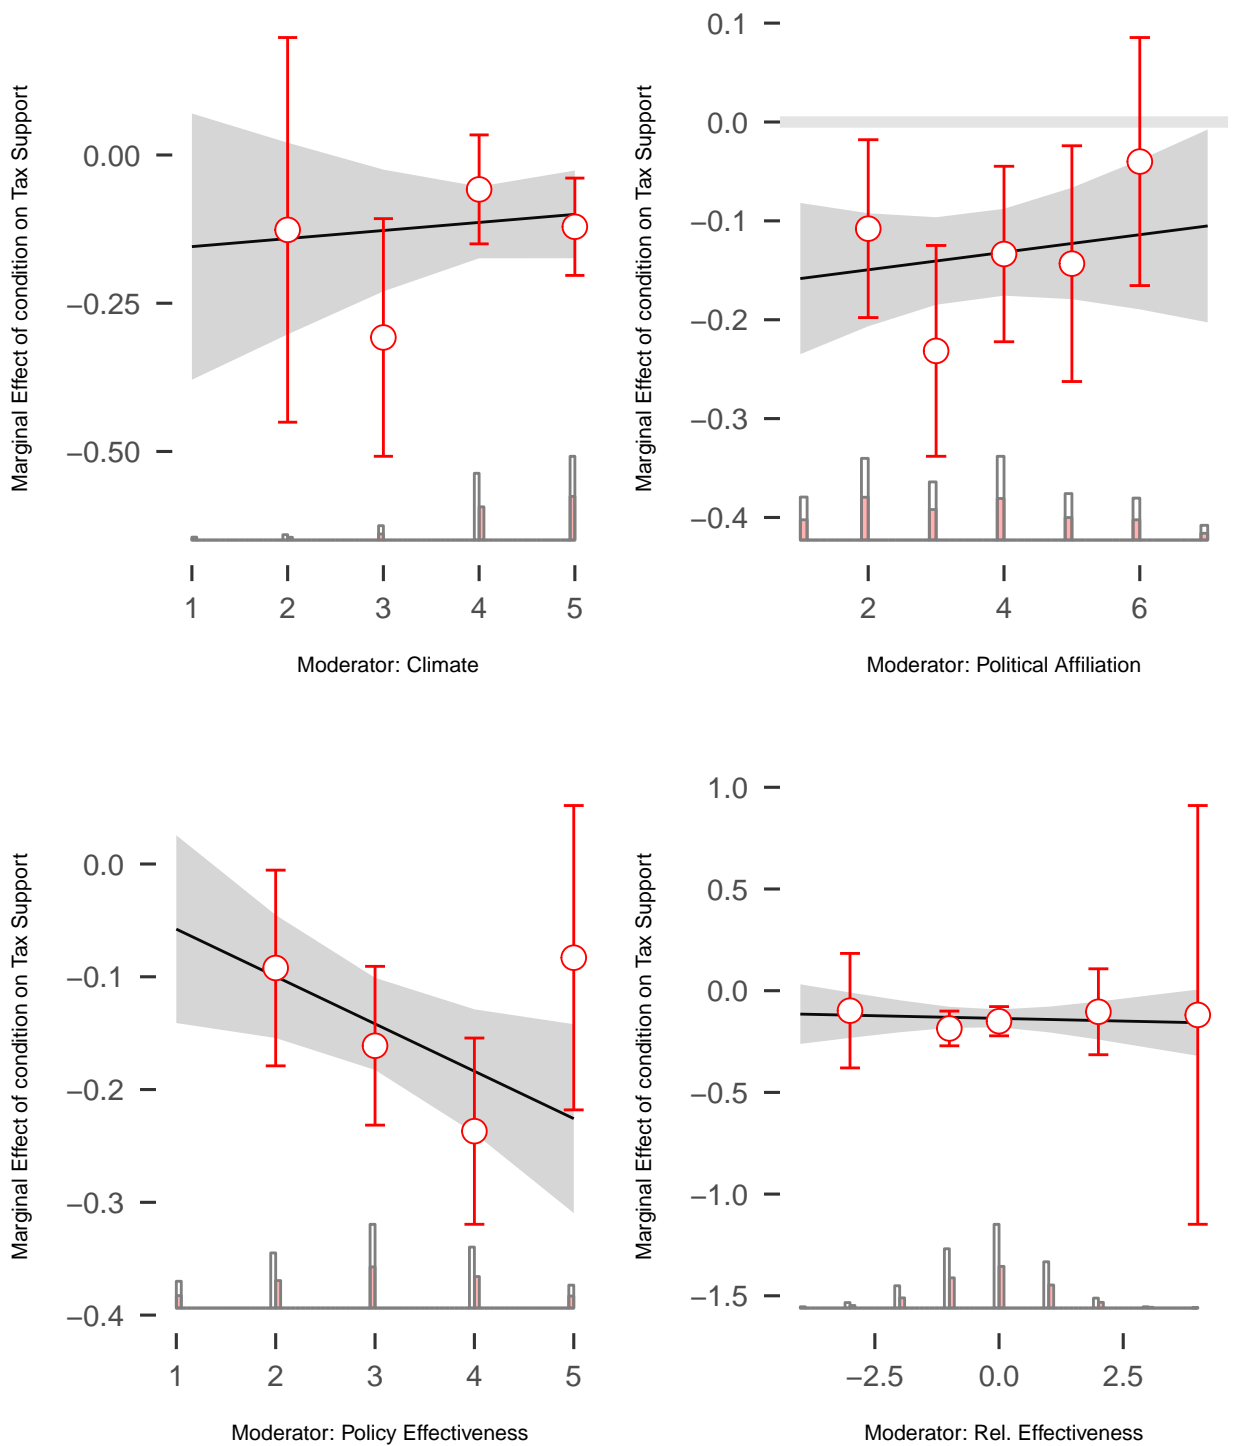 Marginal Effect of condition on Tax Support
0.00
−0.25
−0.50
1 2 3 4 5
Moderator: Climate
Marginal Effect of condition on Tax Support
0.1
0.0
−0.1
−0.2
−0.3
−0.4
2 4 6
Moderator: Political Affiliation
Marginal Effect of condition on Tax Support
0.0
−0.1
−0.2
−0.3
−0.4
1 2 3 4 5
Moderator: Policy Effectiveness
Marginal Effect of condition on Tax Support
1.0
0.5
0.0
−0.5
−1.0
−1.5
−2.5 0.0 2.5
Moderator: Rel. Effectiveness